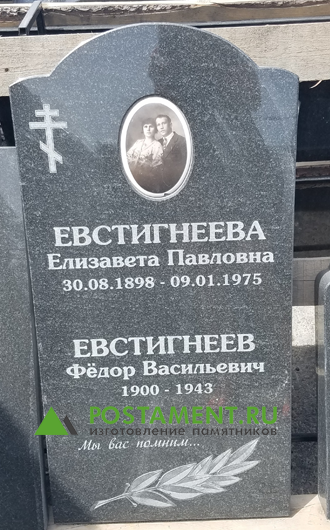 ЕВСТИГНЕЕВА
Елизавета Павловна
30.08.1898 - 09.01.1975
ЕВСТИГНЕЕВ
Фёдор Васильевич
1900 - 1943
POSTAMENT.RU
изготовление памятников
Мы вас помним...